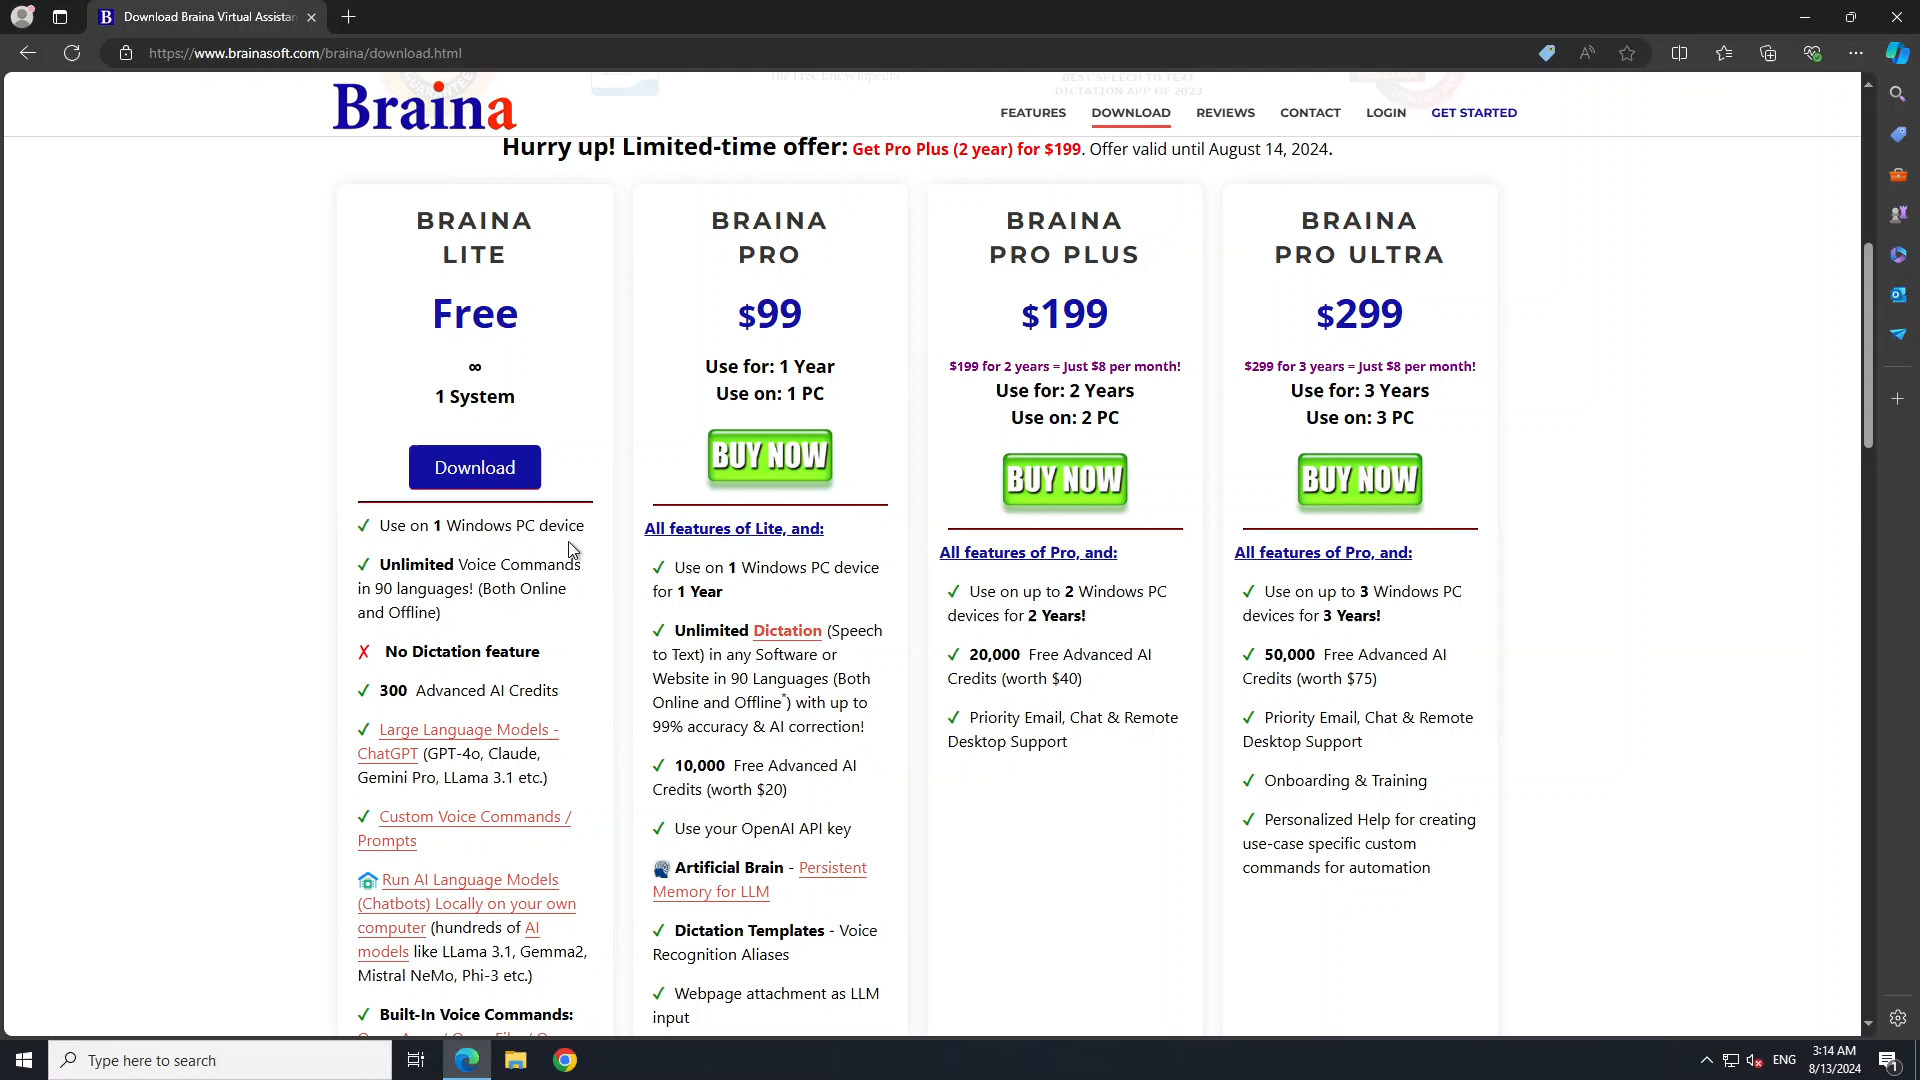 Download Braina Virtual Assistan
https://www.brainasoft.com/braina/download.html
The Free Encyclopedia
BEST SPEECH TO TEXT
DICTATION APP OF 2023
Braina
FEATURES DOWNLOAD REVIEWS CONTACT LOGIN GET STARTED
Hurry up! Limited-time offer: Get Pro Plus (2 year) for $199. Offer valid until August 14, 2024.
BRAINA
LITE
Free
∞
1 System
Download
✓ Use on 1 Windows PC device
✓ Unlimited Voice Commands
in 90 languages! (Both Online
and Offline)
✗ No Dictation feature
✓ 300 Advanced AI Credits
✓ Large Language Models -
ChatGPT (GPT-4o, Claude,
Gemini Pro, LLama 3.1 etc.)
✓ Custom Voice Commands /
Prompts
Run AI Language Models
(Chatbots) Locally on your own
computer (hundreds of AI
models like LLama 3.1, Gemma2,
Mistral NeMo, Phi-3 etc.)
✓ Built-In Voice Commands:
BRAINA
PRO
$99
Use for: 1 Year
Use on: 1 PC
BUY NOW
All features of Lite, and:
✓ Use on 1 Windows PC device
for 1 Year
✓ Unlimited Dictation (Speech
to Text) in any Software or
Website in 90 Languages (Both
Online and Offline*) with up to
99% accuracy & AI correction!
✓ 10,000 Free Advanced AI
Credits (worth $20)
✓ Use your OpenAI API key
Artificial Brain - Persistent
Memory for LLM
✓ Dictation Templates - Voice
Recognition Aliases
✓ Webpage attachment as LLM
input
BRAINA
PRO PLUS
$199
$199 for 2 years = Just $8 per month!
Use for: 2 Years
Use on: 2 PC
BUY NOW
All features of Pro, and:
✓ Use on up to 2 Windows PC
devices for 2 Years!
✓ 20,000 Free Advanced AI
Credits (worth $40)
✓ Priority Email, Chat & Remote
Desktop Support
BRAINA
PRO ULTRA
$299
$299 for 3 years = Just $8 per month!
Use for: 3 Years
Use on: 3 PC
BUY NOW
All features of Pro, and:
✓ Use on up to 3 Windows PC
devices for 3 Years!
✓ 50,000 Free Advanced AI
Credits (worth $75)
✓ Priority Email, Chat & Remote
Desktop Support
✓ Onboarding & Training
✓ Personalized Help for creating
use-case specific custom
commands for automation
Type here to search
ENG
3:14 AM
8/13/2024
1